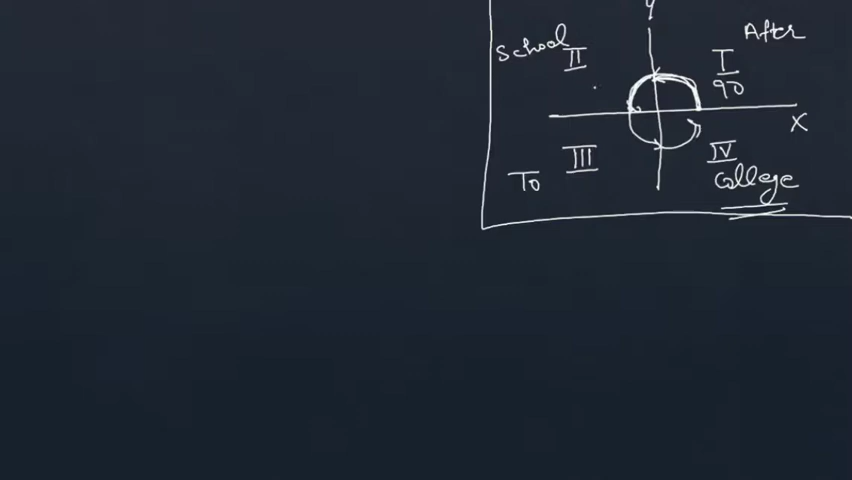 Y
School II
I After
90
X
To III
IV
College